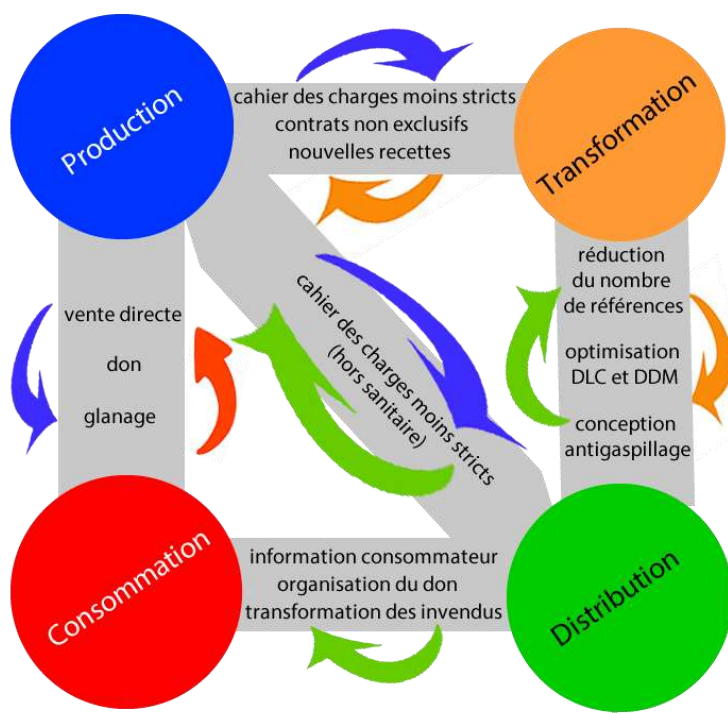 Production
cahier des charges moins stricts
contrats non exclusifs
nouvelles recettes
Transformation
vente directe
don
glanage
cahier des charges moins stricts
(hors sanitaire)
réduction
du nombre
de références
optimisation
DLC et DDM
conception
antigaspillage
Consommation
information consommateur
organisation du don
transformation des invendus
Distribution